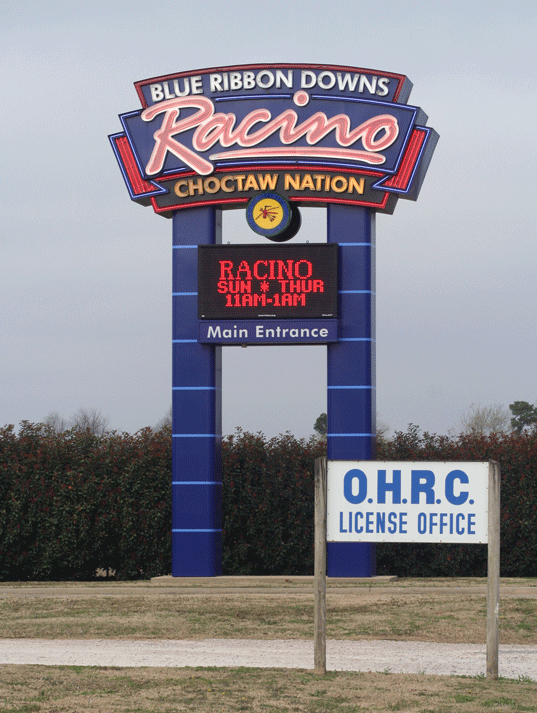 BLUE RIBBON DOWNS
Racino
CHOCTAW NATION
RACINO
SUN * THUR
11AM-1AM
Main Entrance
O.H.R.C.
LICENSE OFFICE